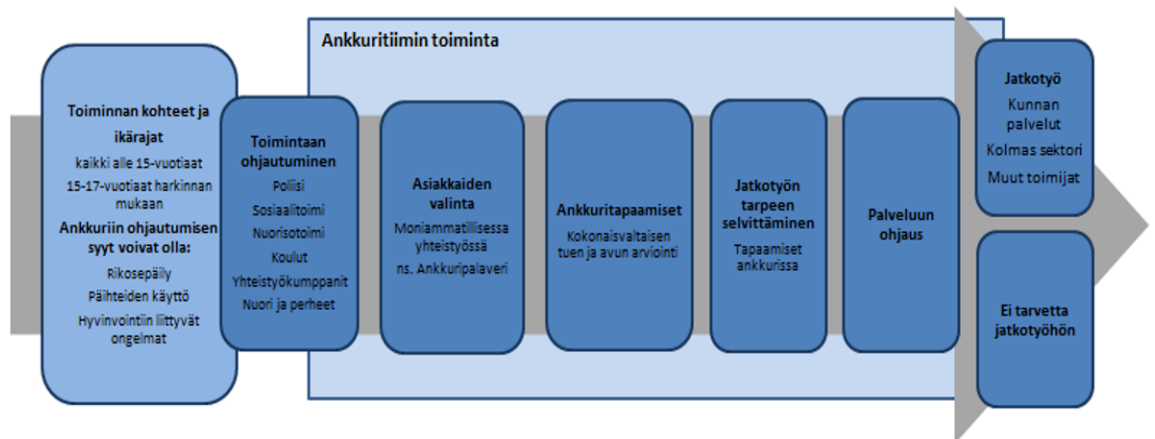 Ankkuritiimin toiminta
Toiminnan kohteet ja
ikärajat
kaikki alle 15-vuotiaat
15-17-vuotiaat harkinnan
mukaan
Ankkuriin ohjautumisen
syyt voivat olla:
Rikosepäily
Päihteiden käyttö
Hyvinvointiin liittyvät
ongelmat
Toimintaan
ohjautuminen
Poliisi
Sosiaalitoimi
Nuorisotoimi
Koulut
Yhteistyökumppanit
Nuori ja perheet
Asiakkaiden
valinta
Moniammatillisessa
yhteistyössä
ns. Ankkuripalaveri
Ankkuritapaamiset
Kokonaisvaltaisen
tuen ja avun arviointi
Jatkotyön
tarpeen
selvittäminen
Tapaamiset
ankkurissa
Palveluun
ohjaus
Jatkotyö
Kunnan
palvelut
Kolmas sektori
Muut toimijat
Ei tarvetta
jatkotyöhön